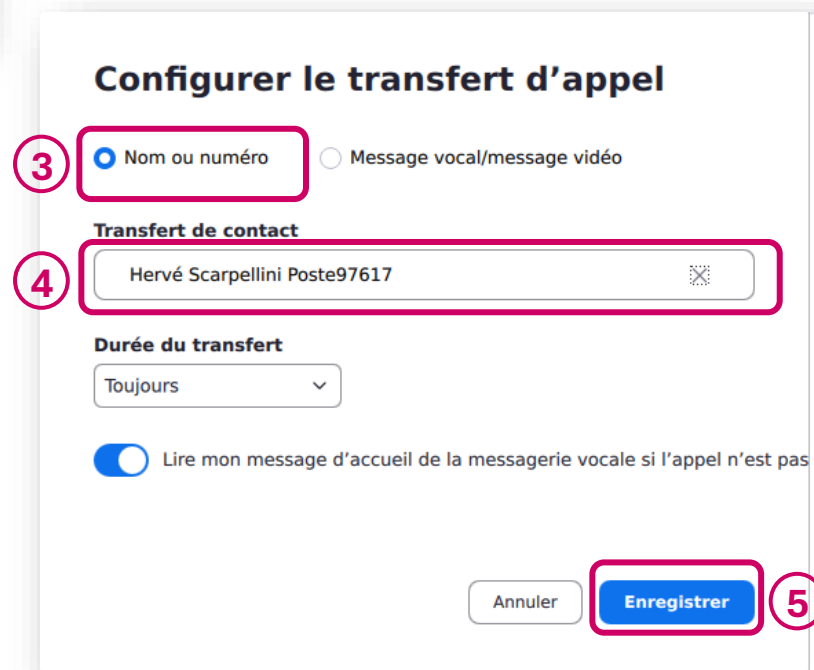 Configurer le transfert d’appel
3
Nom ou numéro
Message vocal/message vidéo
Transfert de contact
4
Hervé Scarpellini Poste97617
Durée du transfert
Toujours
Lire mon message d’accueil de la messagerie vocale si l’appel n’est pas
Annuler
Enregistrer
5